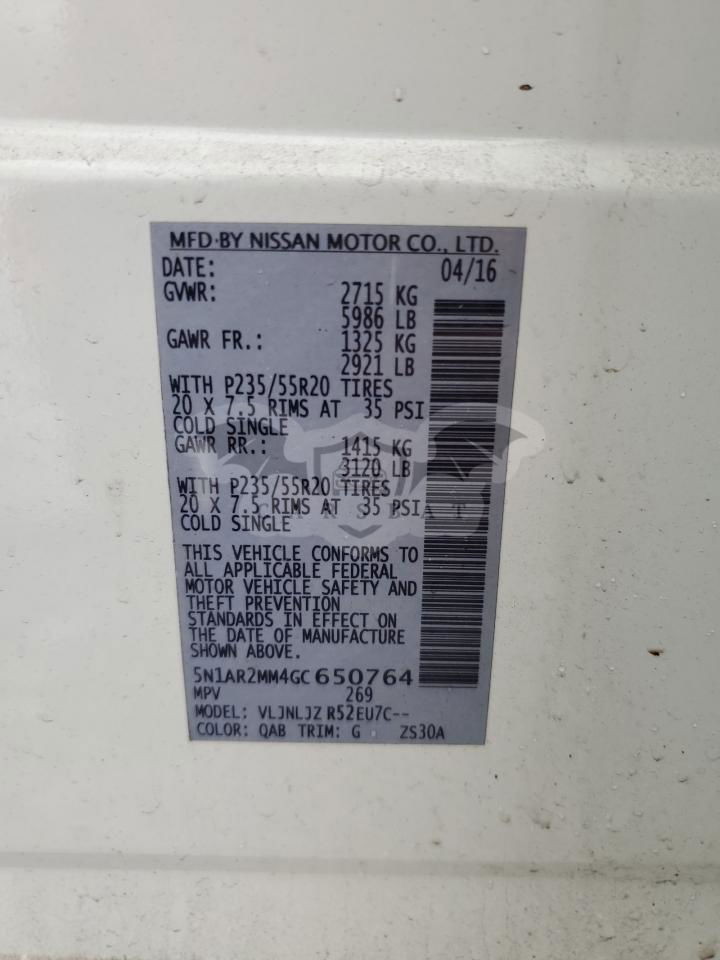 MFD·BY NISSAN MOTOR CO., LTD.
DATE: 04/16
GVWR: 2715 KG
5986 LB
GAWR FR.: 1325 KG
2921 LB
WITH P235/55R20 TIRES
20 X 7.5 RIMS AT 35 PSI
COLD SINGLE
GAWR RR.: 1415 KG
3120 LB
WITH P235/55R20 TIRES
20 X 7.5 RIMS AT 35 PSI
COLD SINGLE
CARSBAT
THIS VEHICLE CONFORMS TO
ALL APPLICABLE FEDERAL
MOTOR VEHICLE SAFETY AND
THEFT PREVENTION
STANDARDS IN EFFECT ON
THE DATE OF MANUFACTURE
SHOWN ABOVE.
5N1AR2MM4GC650764
MPV 269
MODEL: VLJNLJZ R52EU7C--
COLOR: QAB TRIM: G ZS30A